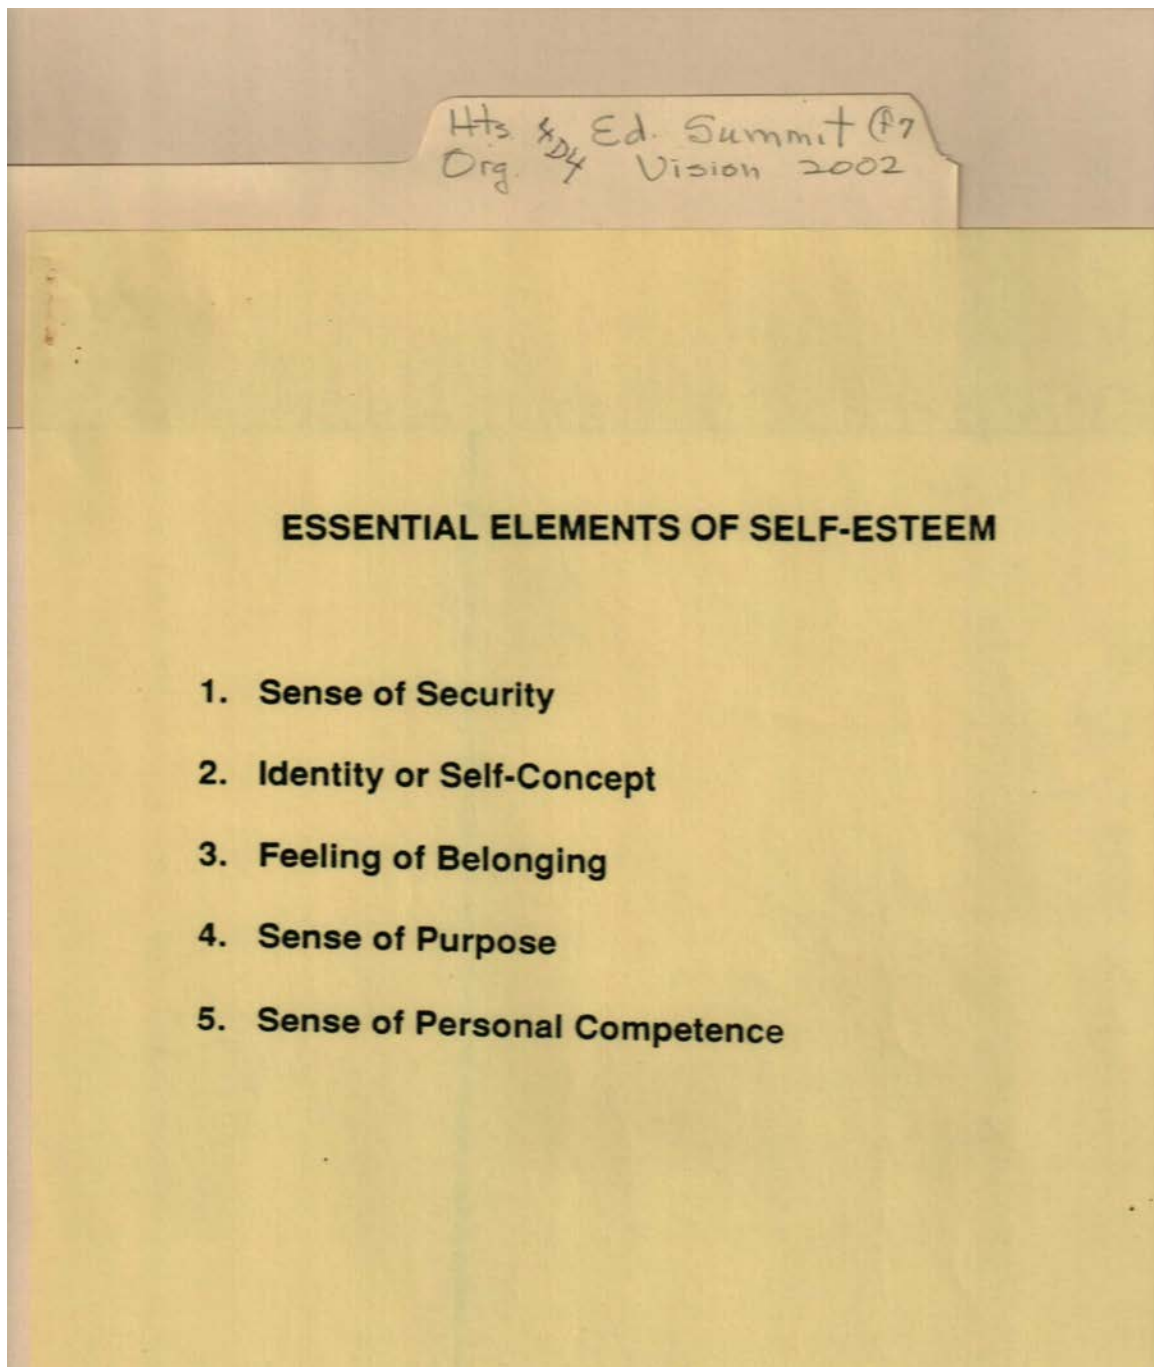 Hts. Ed. Summit
Org. D4 Vision 2002
ESSENTIAL ELEMENTS OF SELF-ESTEEM
1. Sense of Security
2. Identity or Self-Concept
3. Feeling of Belonging
4. Sense of Purpose
5. Sense of Personal Competence